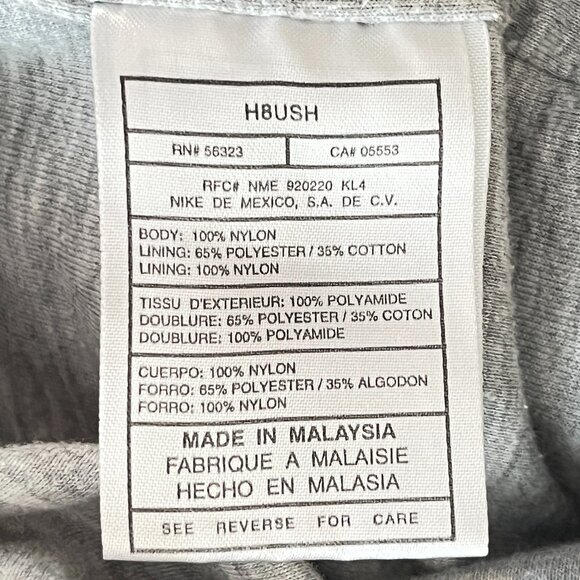 H8USH
RN# 56323 CA# 05553
RFC# NME 920220 KL4
NIKE DE MEXICO, S.A. DE C.V.
BODY: 100% NYLON
LINING: 65% POLYESTER / 35% COTTON
LINING: 100% NYLON
TISSU D'EXTERIEUR: 100% POLYAMIDE
DOUBLURE: 65% POLYESTER / 35% COTON
DOUBLURE: 100% POLYAMIDE
CUERPO: 100% NYLON
FORRO: 65% POLYESTER / 35% ALGODON
FORRO: 100% NYLON
MADE IN MALAYSIA
FABRIQUE A MALAISIE
HECHO EN MALASIA
SEE REVERSE FOR CARE